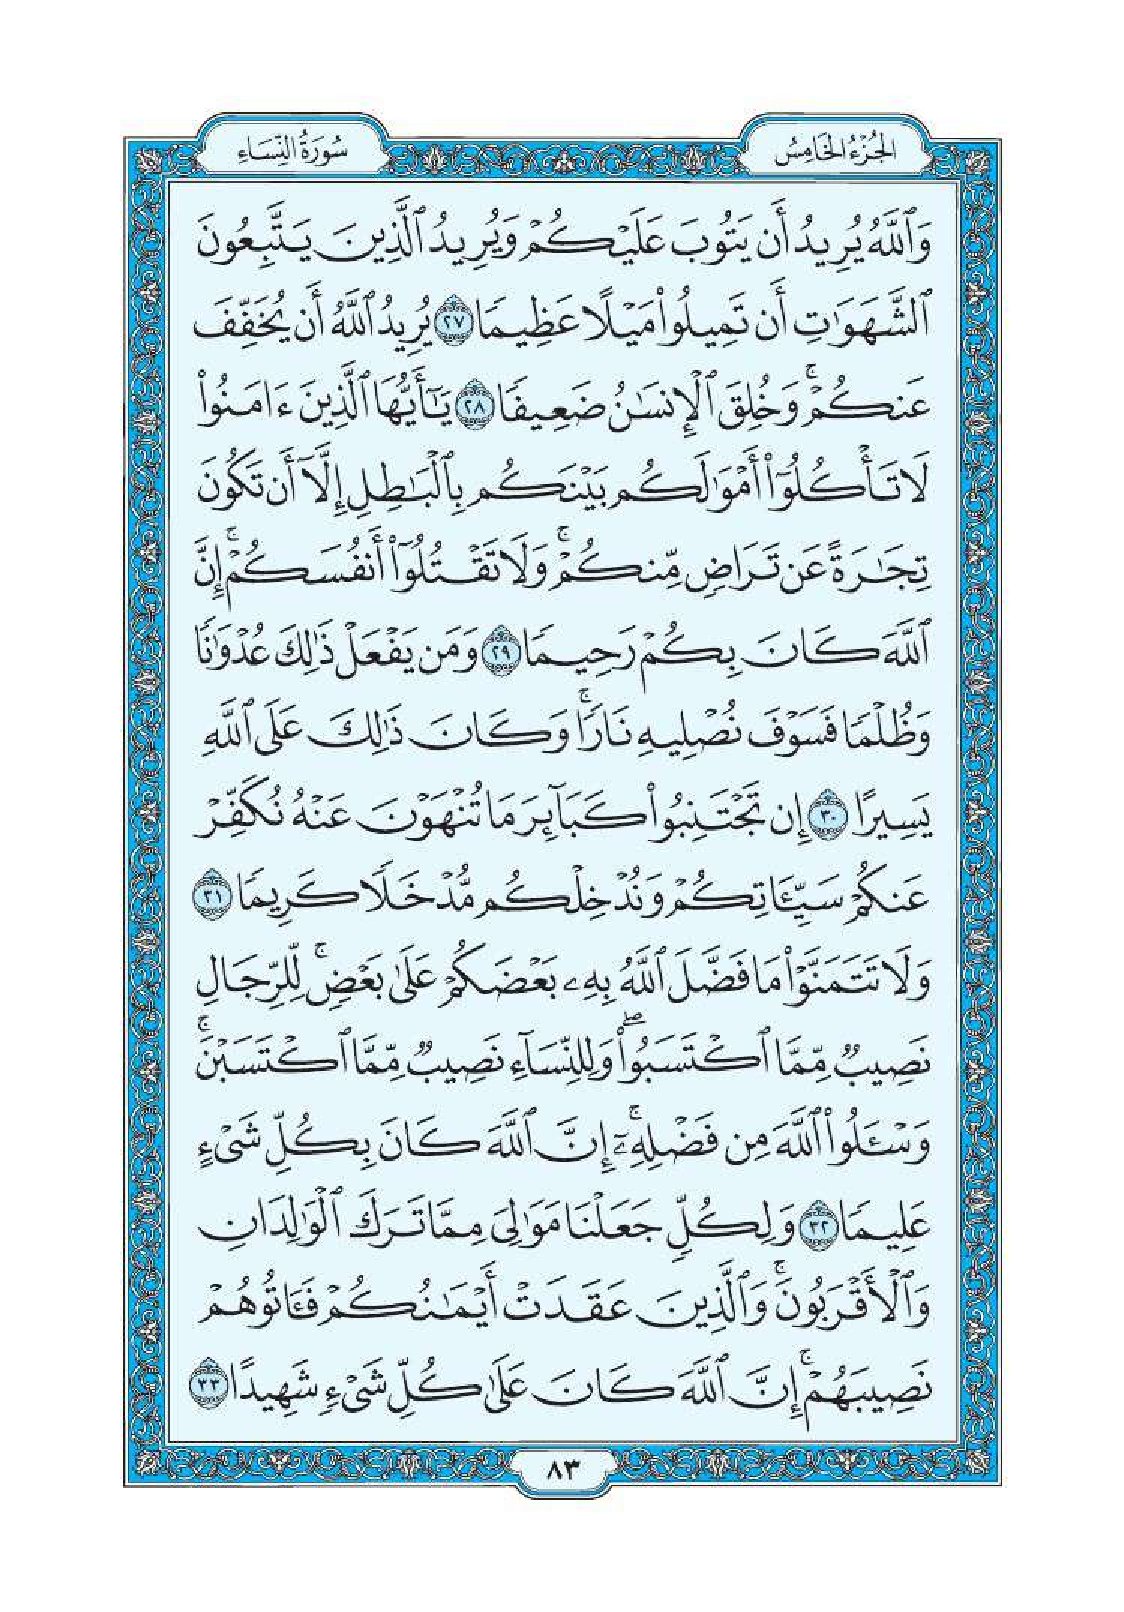 الجُزْءُ الخَامِسُ
سُورَةُ النِّسَاءِ
وَٱللَّهُ يُرِيدُ أَن يَتُوبَ عَلَيْكُمْ وَيُرِيدُ ٱلَّذِينَ يَتَّبِعُونَ
ٱلشَّهَوَٰتِ أَن تَمِيلُوا۟ مَيْلًا عَظِيمًا ٢٧ يُرِيدُ ٱللَّهُ أَن يُخَفِّفَ
عَنكُمْ ۚ وَخُلِقَ ٱلْإِنسَٰنُ ضَعِيفًا ٢٨ يَٰٓأَيُّهَا ٱلَّذِينَ ءَامَنُوا۟
لَا تَأْكُلُوٓا۟ أَمْوَٰلَكُم بَيْنَكُم بِٱلْبَٰطِلِ إِلَّآ أَن تَكُونَ
تِجَٰرَةً عَن تَرَاضٍ مِّنكُمْ ۚ وَلَا تَقْتُلُوٓا۟ أَنفُسَكُمْ ۚ إِنَّ
ٱللَّهَ كَانَ بِكُمْ رَحِيمًا ٢٩ وَمَن يَفْعَلْ ذَٰلِكَ عُدْوَٰنًا
وَظُلْمًا فَسَوْفَ نُصْلِيهِ نَارًا ۚ وَكَانَ ذَٰلِكَ عَلَى ٱللَّهِ
يَسِيرًا ٣٠ إِن تَجْتَنِبُوا۟ كَبَآئِرَ مَا تُنْهَوْنَ عَنْهُ نُكَفِّرْ
عَنكُمْ سَيِّـَٔاتِكُمْ وَنُدْخِلْكُم مُّدْخَلًا كَرِيمًا ٣١
وَلَا تَتَمَنَّوْا۟ مَا فَضَّلَ ٱللَّهُ بِهِۦ بَعْضَكُمْ عَلَىٰ بَعْضٍ ۚ لِّلرِّجَالِ
نَصِيبٌ مِّمَّا ٱكْتَسَبُوا۟ ۖ وَلِلنِّسَآءِ نَصِيبٌ مِّمَّا ٱكْتَسَبْنَ ۚ
وَسْـَٔلُوا۟ ٱللَّهَ مِن فَضْلِهِۦٓ ۚ إِنَّ ٱللَّهَ كَانَ بِكُلِّ شَىْءٍ
عَلِيمًا ٣٢ وَلِكُلٍّ جَعَلْنَا مَوَٰلِىَ مِمَّا تَرَكَ ٱلْوَٰلِدَانِ
وَٱلْأَقْرَبُونَ ۚ وَٱلَّذِينَ عَقَدَتْ أَيْمَٰنُكُمْ فَـَٔاتُوهُمْ
نَصِيبَهُمْ ۚ إِنَّ ٱللَّهَ كَانَ عَلَىٰ كُلِّ شَىْءٍ شَهِيدًا ٣٣
٨٣